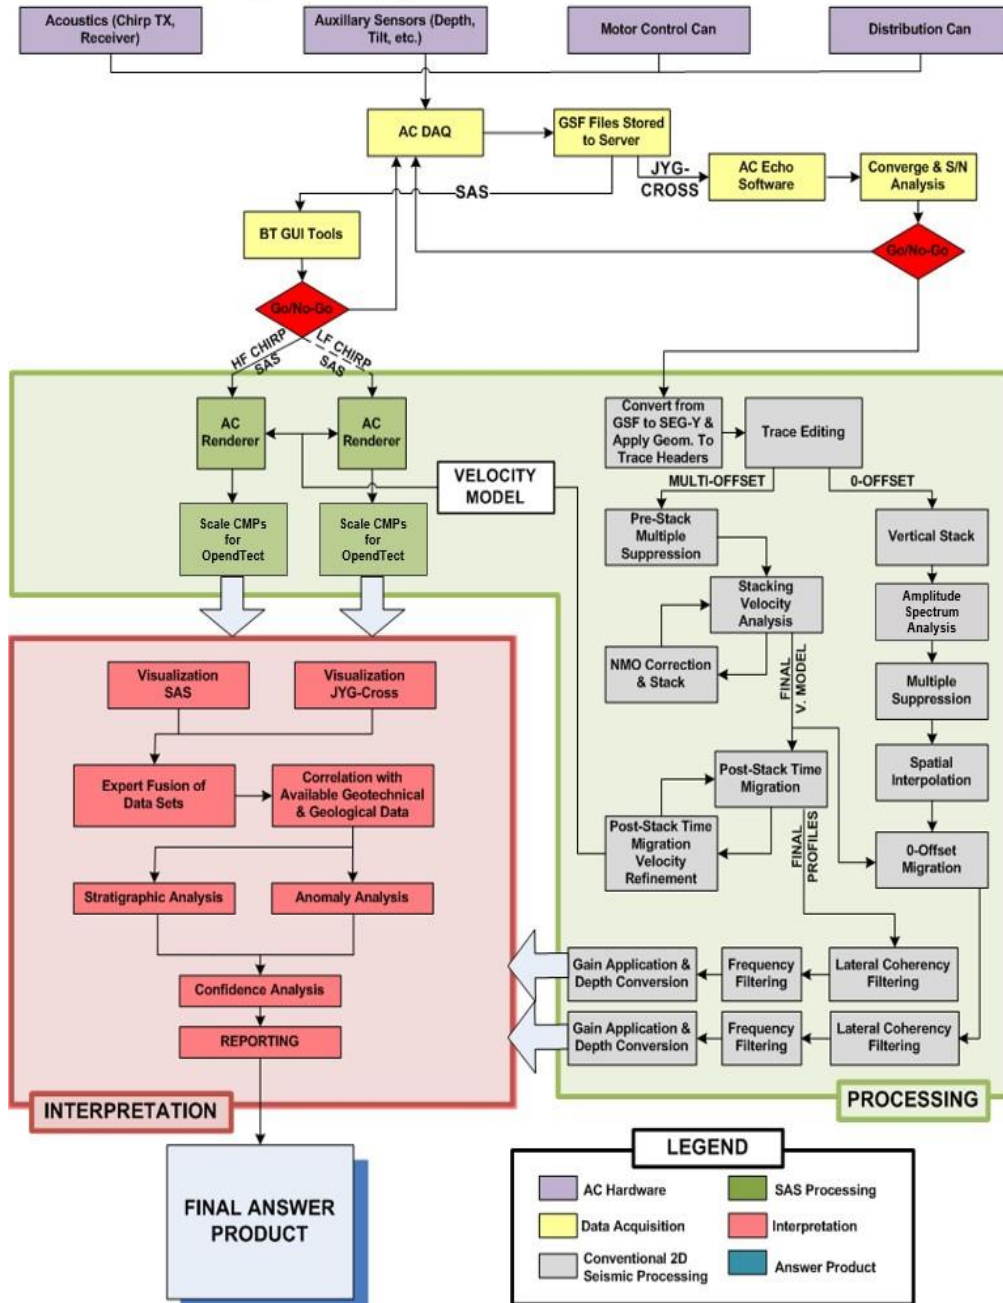 Acoustics (Chirp TX,
Receiver)
Auxillary Sensors (Depth,
Tilt, etc.)
Motor Control Can
Distribution Can
AC DAQ
GSF Files Stored
to Server
JYG-
CROSS
AC Echo
Software
Converge & S/N
Analysis
SAS
BT GUI Tools
Go/No-Go
Go/No-Go
HF CHIRP
SAS
LF CHIRP
SAS
AC
Renderer
AC
Renderer
VELOCITY
MODEL
Scale CMPs
for
OpendTect
Scale CMPs
for
OpendTect
Convert from
GSF to SEG-Y &
Apply Geom. To
Trace Headers
Trace Editing
MULTI-OFFSET
0-OFFSET
Pre-Stack
Multiple
Suppression
Vertical Stack
Stacking
Velocity
Analysis
Amplitude
Spectrum
Analysis
NMO Correction
& Stack
FINAL
V. MODEL
Multiple
Suppression
Post-Stack Time
Migration
Spatial
Interpolation
Post-Stack Time
Migration
Velocity
Refinement
FINAL
PROFILES
0-Offset
Migration
Gain Application &
Depth Conversion
Frequency
Filtering
Lateral Coherency
Filtering
Gain Application &
Depth Conversion
Frequency
Filtering
Lateral Coherency
Filtering
PROCESSING
Visualization
SAS
Visualization
JYG-Cross
Expert Fusion of
Data Sets
Correlation with
Available Geotechnical
& Geological Data
Stratigraphic Analysis
Anomaly Analysis
Confidence Analysis
REPORTING
INTERPRETATION
FINAL ANSWER
PRODUCT
LEGEND
AC Hardware
SAS Processing
Data Acquisition
Interpretation
Conventional 2D
Seismic Processing
Answer Product